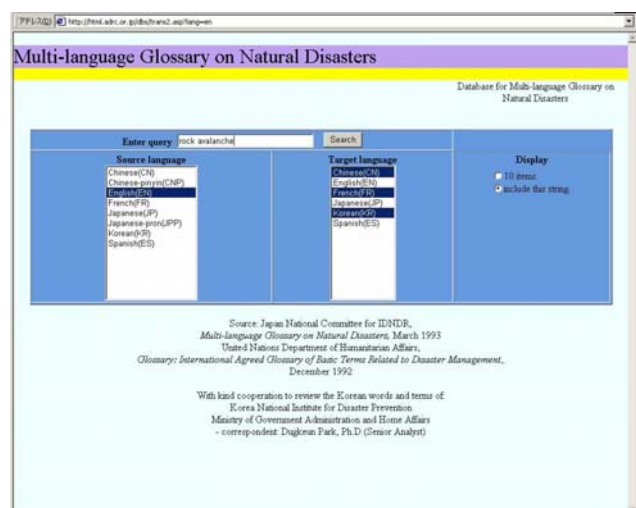 アドレス(D) http://html.adrc.or.jp/dbs/trans2.asp?lang=en
Multi-language Glossary on Natural Disasters
Database for Multi-language Glossary on
Natural Disasters
Enter query rock avalanche Search
Source language Target language Display
Chinese(CN) Chinese(CN) 10 items
Chinese-pinyin(CNP) English(EN) include this string
English(EN) French(FR)
French(FR) Japanese(JP)
Japanese(JP) Korean(KR)
Japanese-pron(JPP) Spanish(ES)
Korean(KR)
Spanish(ES)
Source: Japan National Committee for IDNDR,
Multi-language Glossary on Natural Disasters, March 1993
United Nations Department of Humanitarian Affairs,
Glossary: International Agreed Glossary of Basic Terms Related to Disaster Management,
December 1992
With kind cooperation to review the Korean words and terms of:
Korea National Institute for Disaster Prevention
Ministry of Government Administration and Home Affairs
- correspondent: Dugkeun Park, Ph.D.(Senior Analyst)